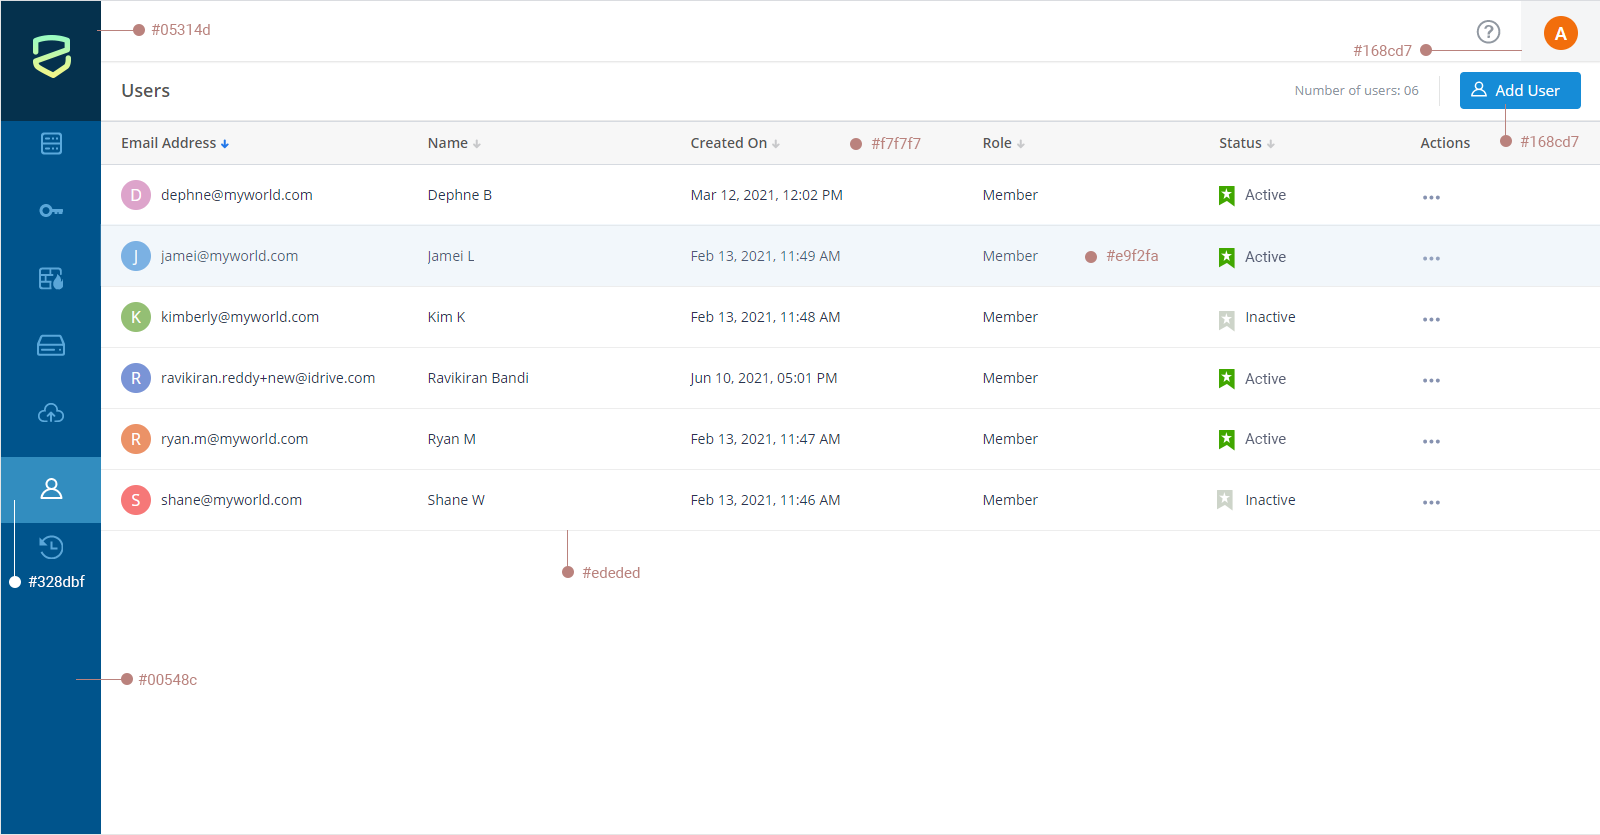 #05314d
#168cd7
A
Users
Number of users: 06
Add User
Email Address
Name
Created On
#f7f7f7
Role
Status
Actions
#168cd7
D dephne@myworld.com Dephne B Mar 12, 2021, 12:02 PM Member Active
J jamei@myworld.com Jamei L Feb 13, 2021, 11:49 AM Member #e9f2fa Active
K kimberly@myworld.com Kim K Feb 13, 2021, 11:48 AM Member Inactive
R ravikiran.reddy+new@idrive.com Ravikiran Bandi Jun 10, 2021, 05:01 PM Member Active
R ryan.m@myworld.com Ryan M Feb 13, 2021, 11:47 AM Member Active
S shane@myworld.com Shane W Feb 13, 2021, 11:46 AM Member Inactive
#ededed
#328dbf
#00548c